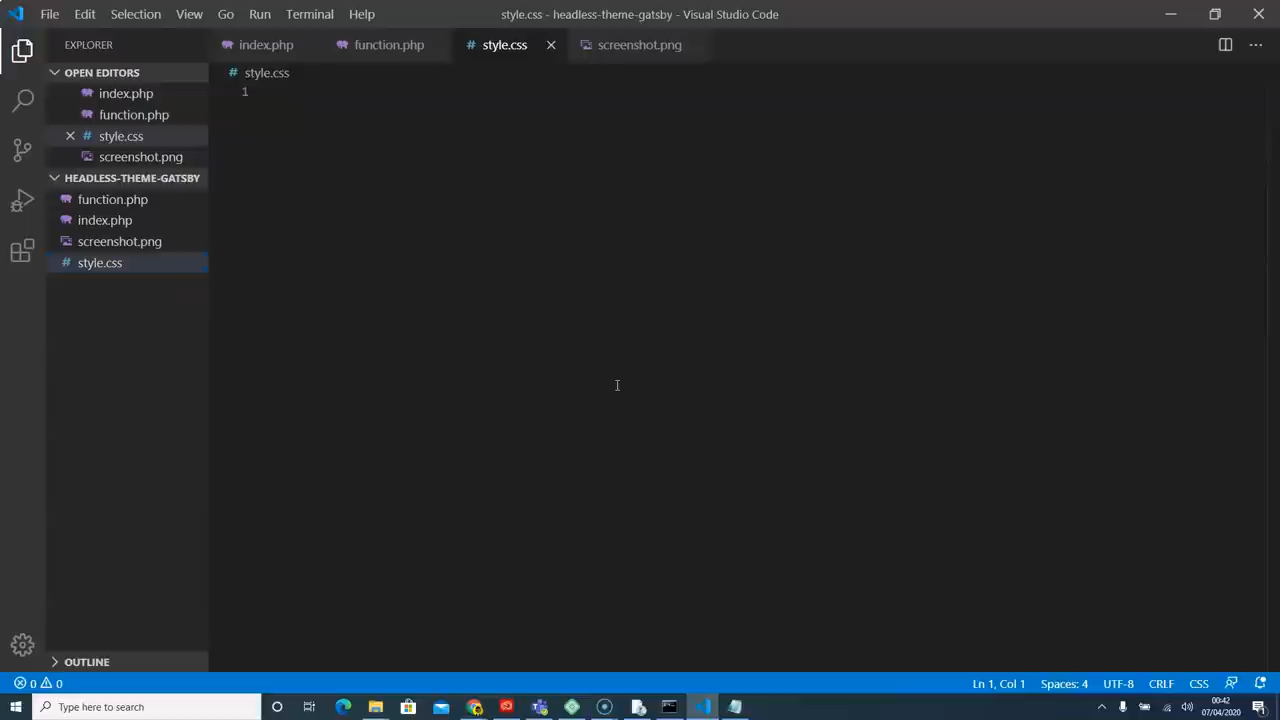 File Edit Selection View Go Run Terminal Help style.css - headless-theme-gatsby - Visual Studio Code
EXPLORER
index.php function.php # style.css screenshot.png
OPEN EDITORS
# style.css
index.php
1
function.php
# style.css
screenshot.png
HEADLESS-THEME-GATSBY
function.php
index.php
screenshot.png
# style.css
OUTLINE
0 0 Ln 1, Col 1 Spaces: 4 UTF-8 CRLF CSS
Type here to search
00:42
07/04/2020